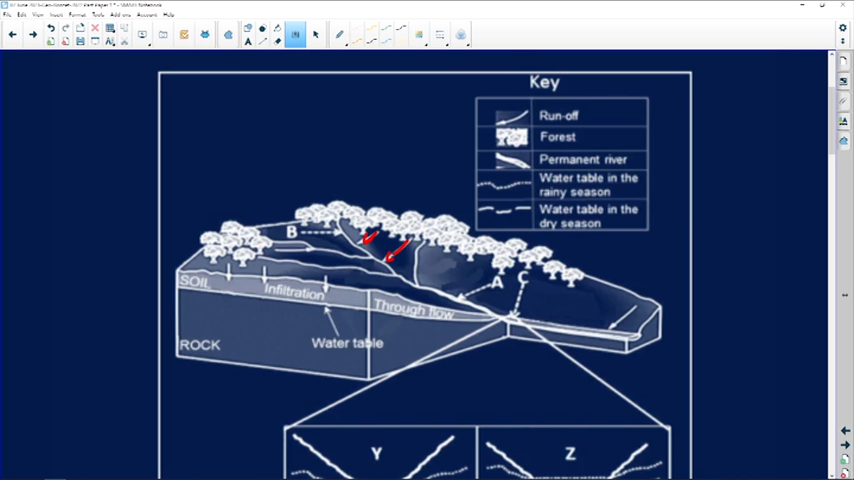 File Edit View Insert Format Tools Add-ons Account Help
Key
Run-off
Forest
Permanent river
Water table in the
rainy season
Water table in the
dry season
B
A
C
SOIL
Infiltration
Through flow
ROCK
Water table
Y
Z